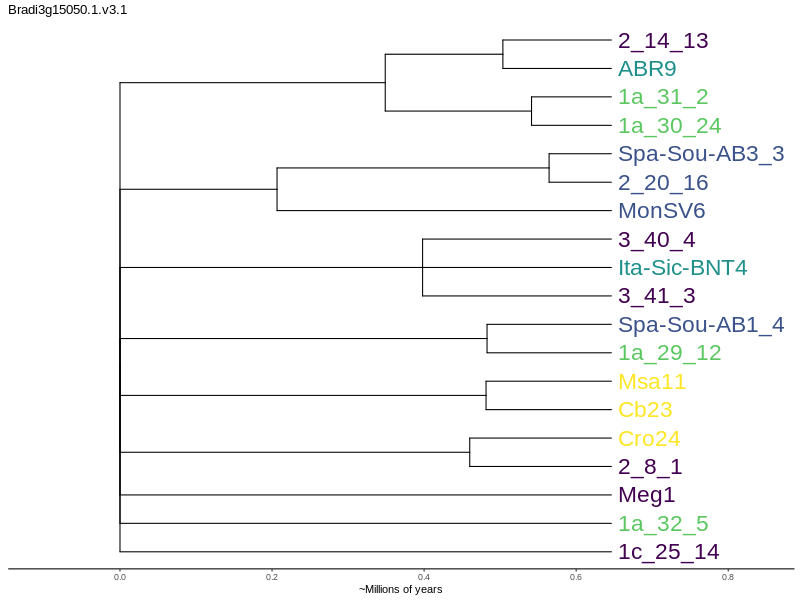 Bradi3g15050.1.v3.1
2_14_13
ABR9
1a_31_2
1a_30_24
Spa-Sou-AB3_3
2_20_16
MonSV6
3_40_4
Ita-Sic-BNT4
3_41_3
Spa-Sou-AB1_4
1a_29_12
Msa11
Cb23
Cro24
2_8_1
Meg1
1a_32_5
1c_25_14
0.0 0.2 0.4 0.6 0.8
~Millions of years